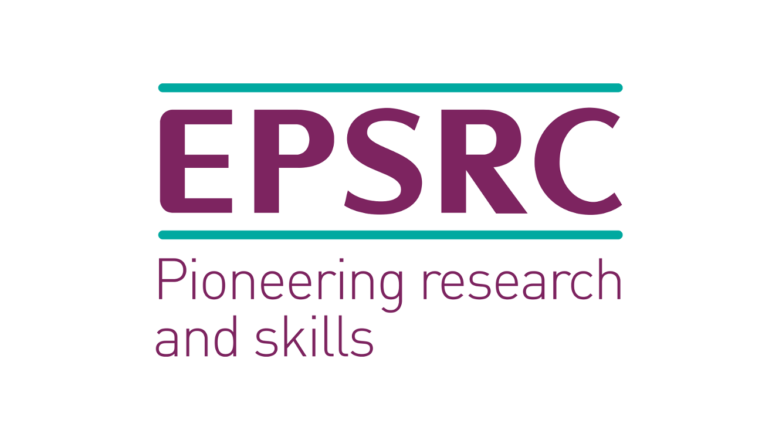 EPSRC
Pioneering research
and skills